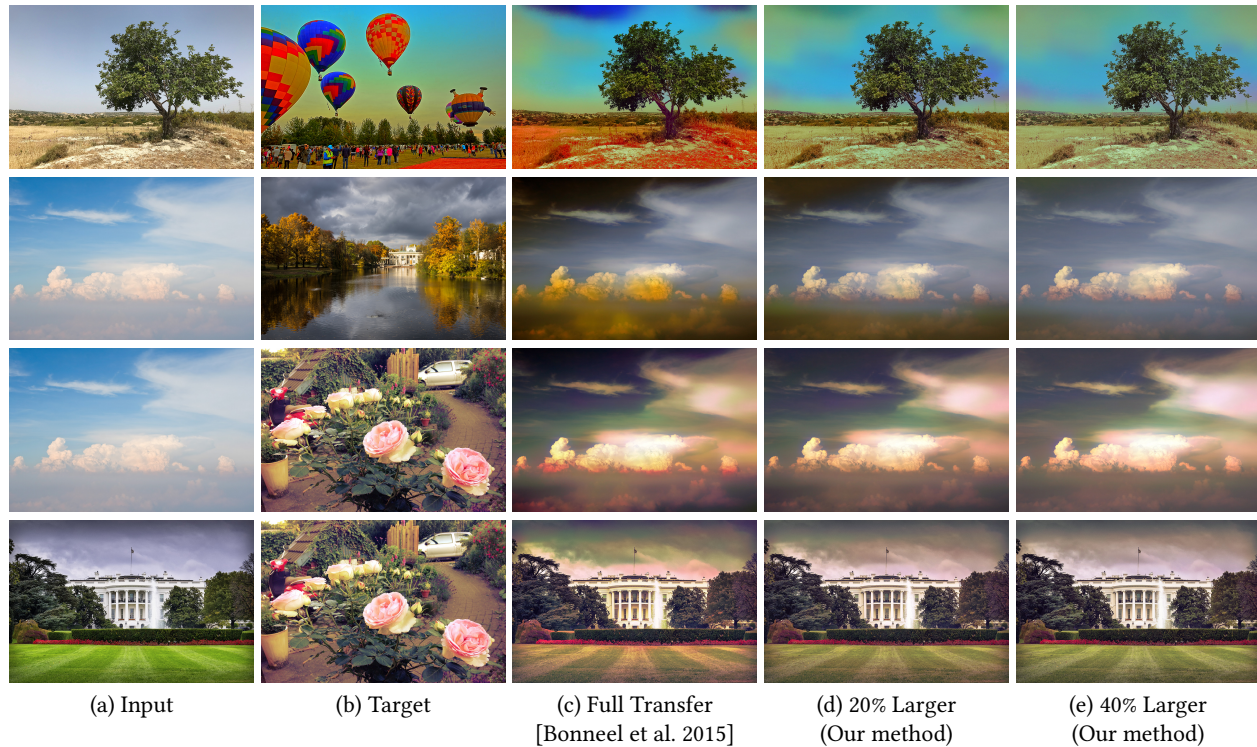 (a) Input
(b) Target
(c) Full Transfer
[Bonneel et al. 2015]
(d) 20% Larger
(Our method)
(e) 40% Larger
(Our method)